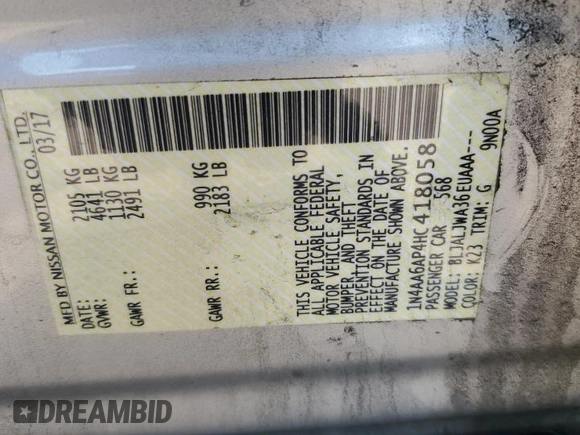 MFD BY NISSAN MOTOR CO., LTD.
DATE: 03/17
GVWR: 2105 KG
4641 LB
GAWR FR.: 1130 KG
2491 LB
GAWR RR.: 990 KG
2183 LB
THIS VEHICLE CONFORMS TO
ALL APPLICABLE FEDERAL
MOTOR VEHICLE SAFETY,
BUMPER, AND THEFT
PREVENTION STANDARDS IN
EFFECT ON THE DATE OF
MANUFACTURE SHOWN ABOVE.
1N4AA6AP4HC418058
PASSENGER CAR S68
MODEL: BLJALJWA36EUAAA---
COLOR: K23 TRIM: G 9N00A
DREAMBID